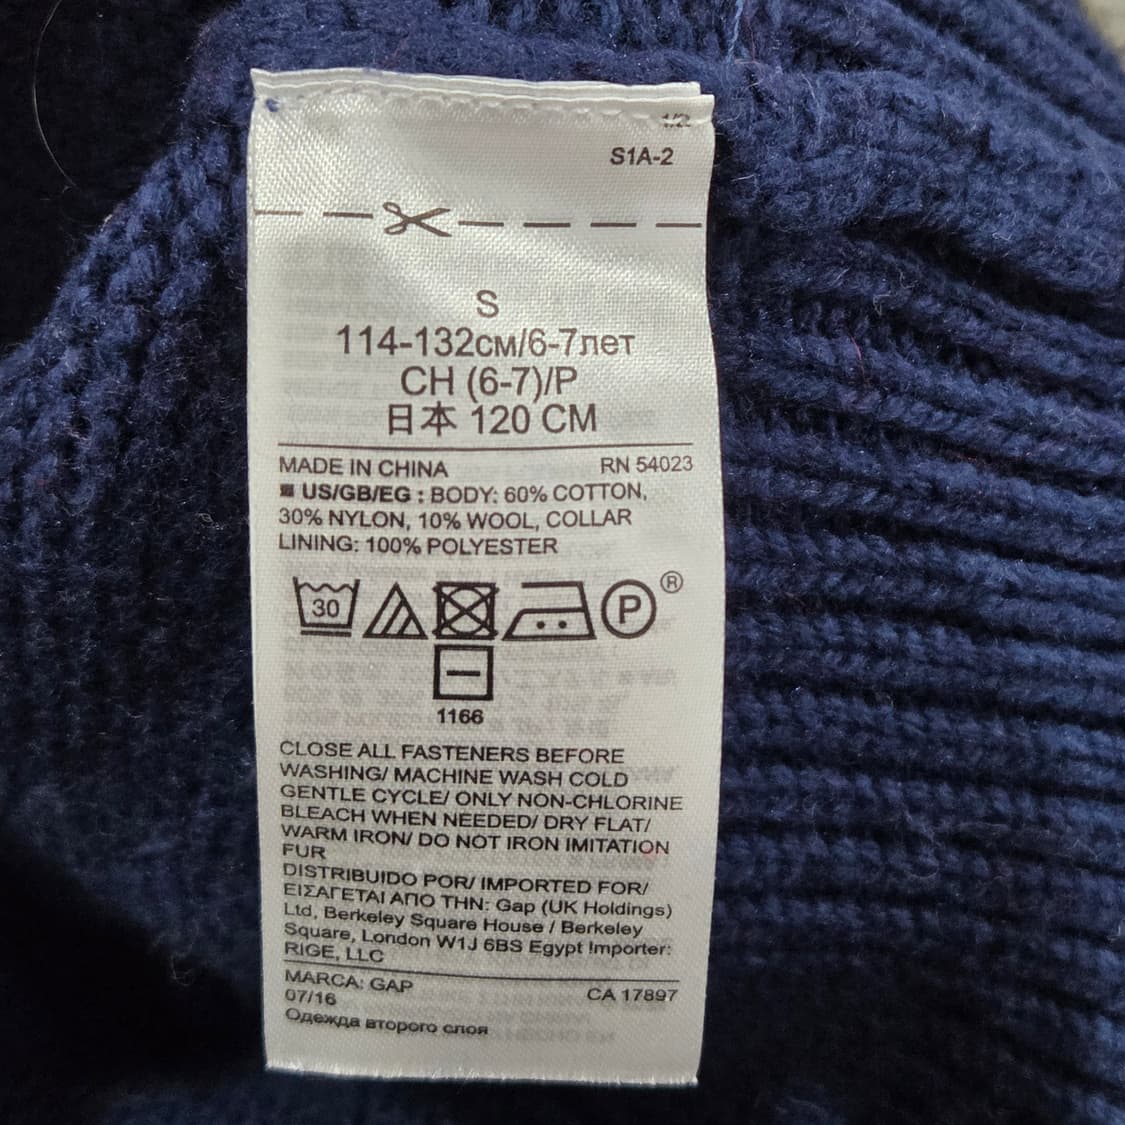 1/2
S1A-2
S
114-132см/6-7лет
CH (6-7)/P
日本 120 CM
MADE IN CHINA RN 54023
US/GB/EG : BODY: 60% COTTON,
30% NYLON, 10% WOOL, COLLAR
LINING: 100% POLYESTER
30 P ®
1166
CLOSE ALL FASTENERS BEFORE
WASHING/ MACHINE WASH COLD
GENTLE CYCLE/ ONLY NON-CHLORINE
BLEACH WHEN NEEDED/ DRY FLAT/
WARM IRON/ DO NOT IRON IMITATION
FUR
DISTRIBUIDO POR/ IMPORTED FOR/
ΕΙΣΑΓΕΤΑΙ ΑΠΟ ΤΗΝ: Gap (UK Holdings)
Ltd, Berkeley Square House / Berkeley
Square, London W1J 6BS Egypt Importer:
RIGE, LLC
MARCA: GAP
07/16 CA 17897
Одежда второго слоя